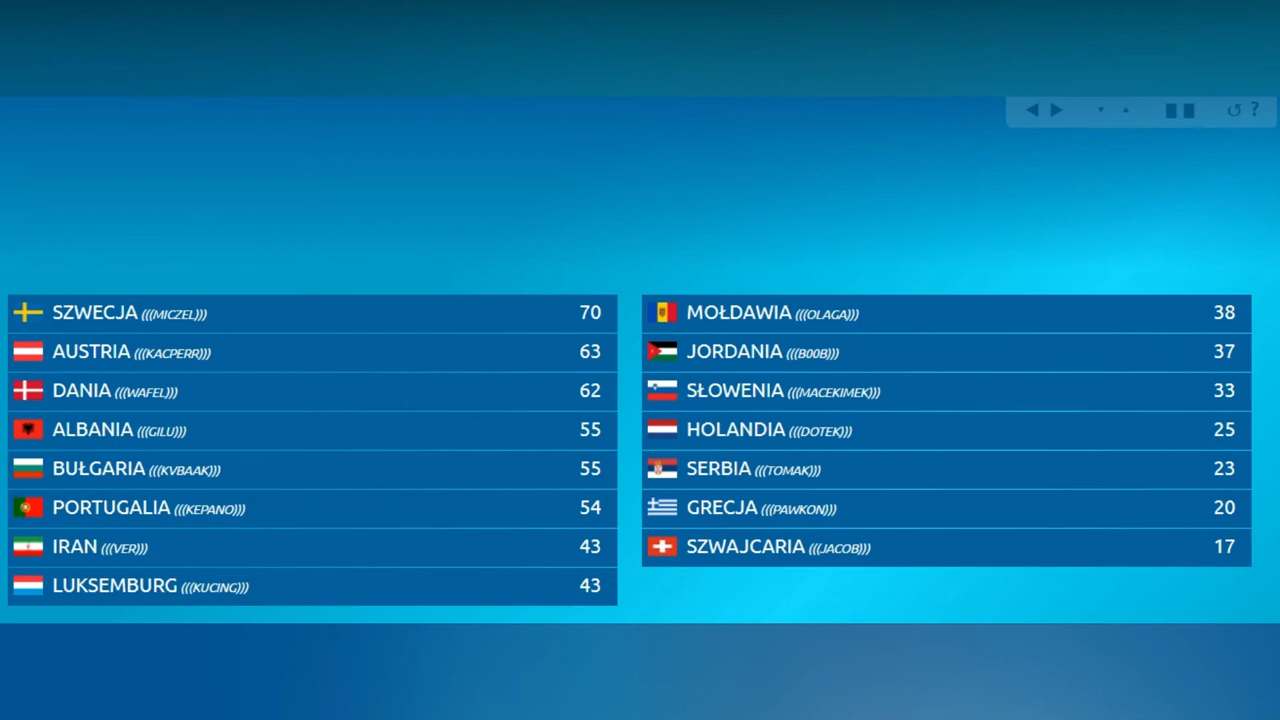 ?
SZWECJA (((MICZEL))) 70
AUSTRIA (((KACPERR))) 63
DANIA (((WAFEL))) 62
ALBANIA (((GILU))) 55
BUŁGARIA (((KVBAAK))) 55
PORTUGALIA (((KEPANO))) 54
IRAN (((VER))) 43
LUKSEMBURG (((KUCING))) 43
MOŁDAWIA (((OLAGA))) 38
JORDANIA (((B00B))) 37
SŁOWENIA (((MACEKIMEK))) 33
HOLANDIA (((DOTEK))) 25
SERBIA (((TOMAK))) 23
GRECJA (((PAWKON))) 20
SZWAJCARIA (((JACOB))) 17